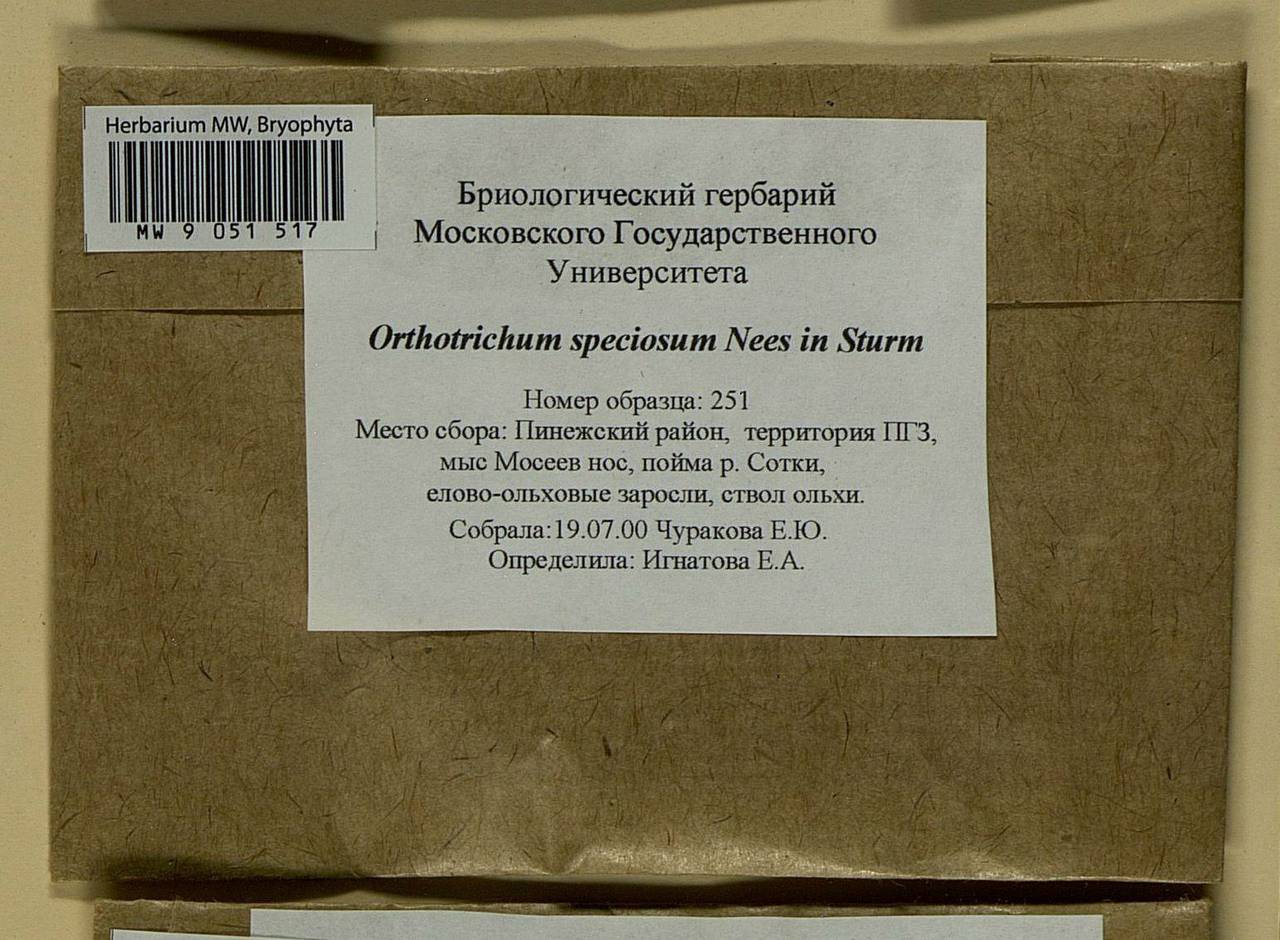 Herbarium MW, Bryophyta
MW 9 051 517
Бриологический гербарий
Московского Государственного
Университета
Orthotrichum speciosum Nees in Sturm
Номер образца: 251
Место сбора: Пинежский район, территория ПГЗ,
мыс Мосеев нос, пойма р. Сотки,
елово-ольховые заросли, ствол ольхи.
Собрала:19.07.00 Чуракова Е.Ю.
Определила: Игнатова Е.А.